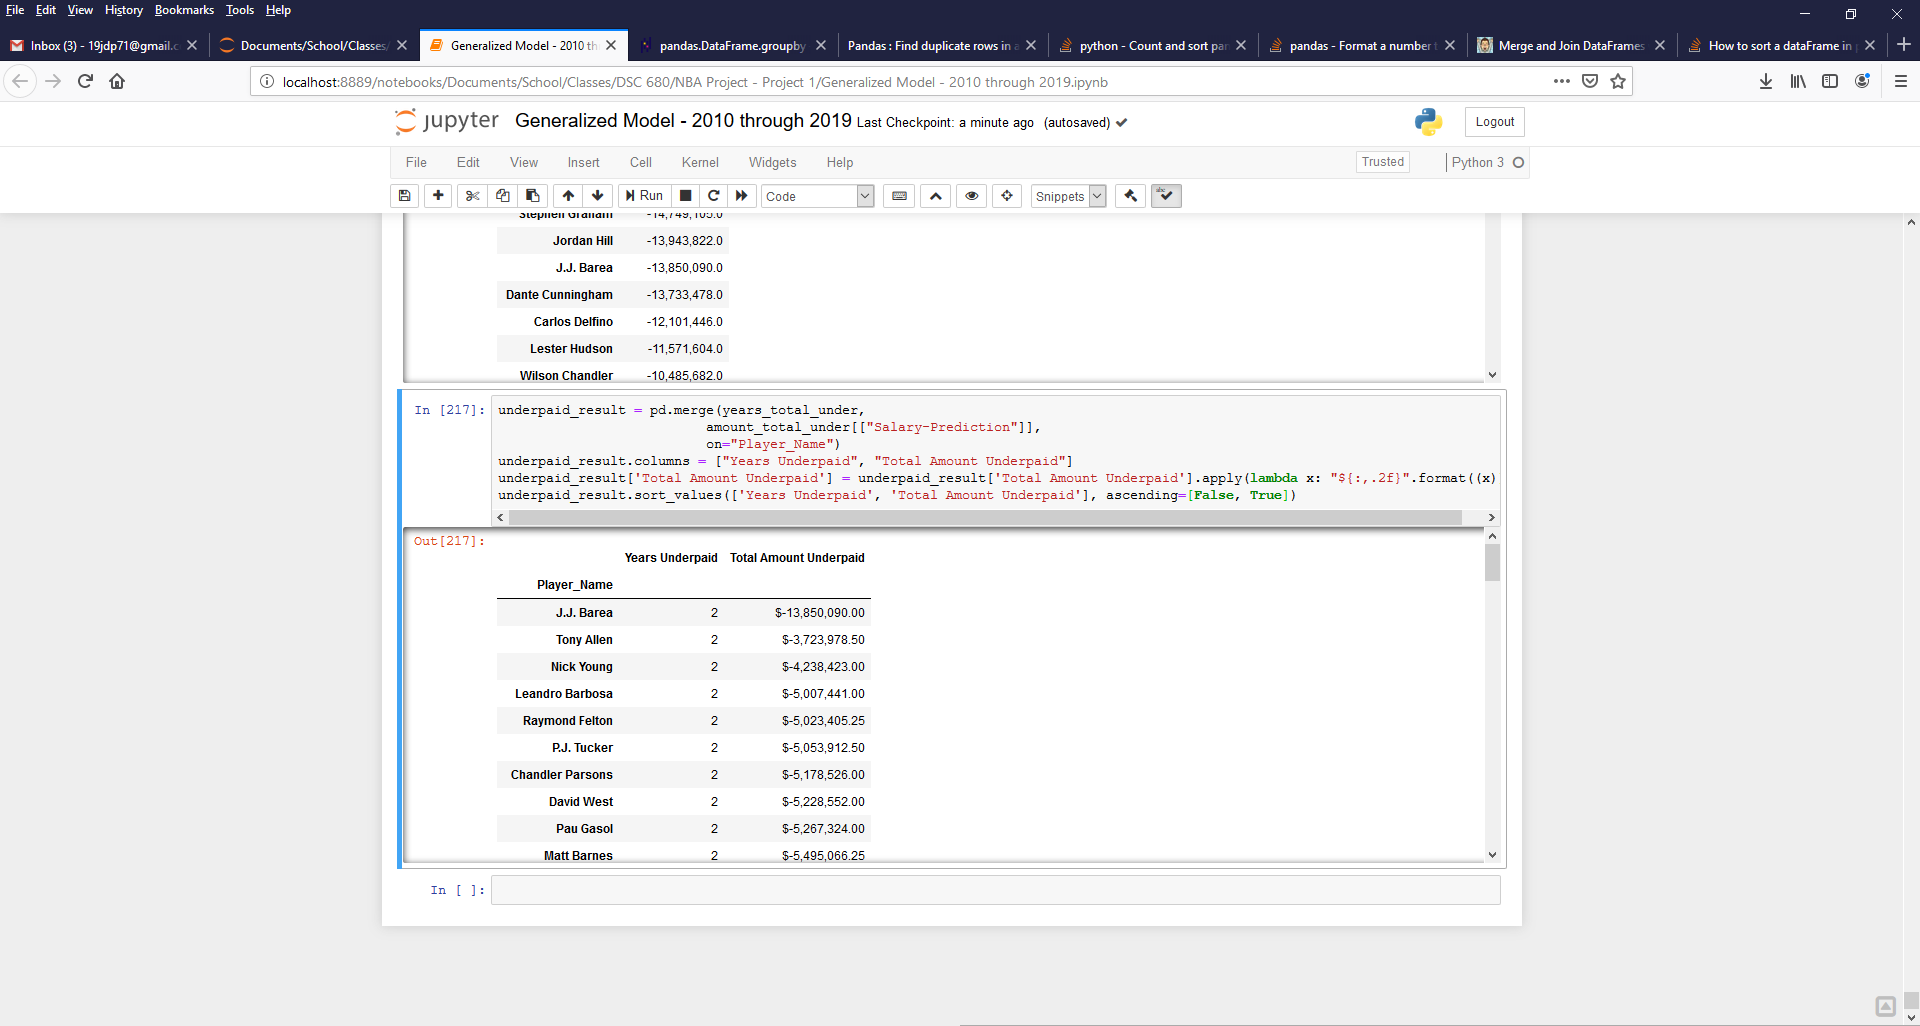 File Edit View History Bookmarks Tools Help
Inbox (3) - 19jdp71@gmail.c
Documents/School/Classes/
Generalized Model - 2010 th
pandas.DataFrame.groupby
Pandas : Find duplicate rows in a
python - Count and sort pan
pandas - Format a number t
Merge and Join DataFrames
How to sort a dataFrame in p
localhost:8889/notebooks/Documents/School/Classes/DSC 680/NBA Project - Project 1/Generalized Model - 2010 through 2019.ipynb
jupyter Generalized Model - 2010 through 2019 Last Checkpoint: a minute ago (autosaved)
Logout
File Edit View Insert Cell Kernel Widgets Help
Trusted
Python 3
Run
Code
Snippets
abc
Stephen Graham -14,749,105.0
Jordan Hill -13,943,822.0
J.J. Barea -13,850,090.0
Dante Cunningham -13,733,478.0
Carlos Delfino -12,101,446.0
Lester Hudson -11,571,604.0
Wilson Chandler -10,485,682.0
In [217]: underpaid_result = pd.merge(years_total_under,
amount_total_under[["Salary-Prediction"]],
on="Player_Name")
underpaid_result.columns = ["Years Underpaid", "Total Amount Underpaid"]
underpaid_result['Total Amount Underpaid'] = underpaid_result['Total Amount Underpaid'].apply(lambda x: "${:,.2f}".format((x)
underpaid_result.sort_values(['Years Underpaid', 'Total Amount Underpaid'], ascending=[False, True])
Out[217]:
Years Underpaid Total Amount Underpaid
Player_Name
J.J. Barea 2 $-13,850,090.00
Tony Allen 2 $-3,723,978.50
Nick Young 2 $-4,238,423.00
Leandro Barbosa 2 $-5,007,441.00
Raymond Felton 2 $-5,023,405.25
P.J. Tucker 2 $-5,053,912.50
Chandler Parsons 2 $-5,178,526.00
David West 2 $-5,228,552.00
Pau Gasol 2 $-5,267,324.00
Matt Barnes 2 $-5,495,066.25
In [ ]: